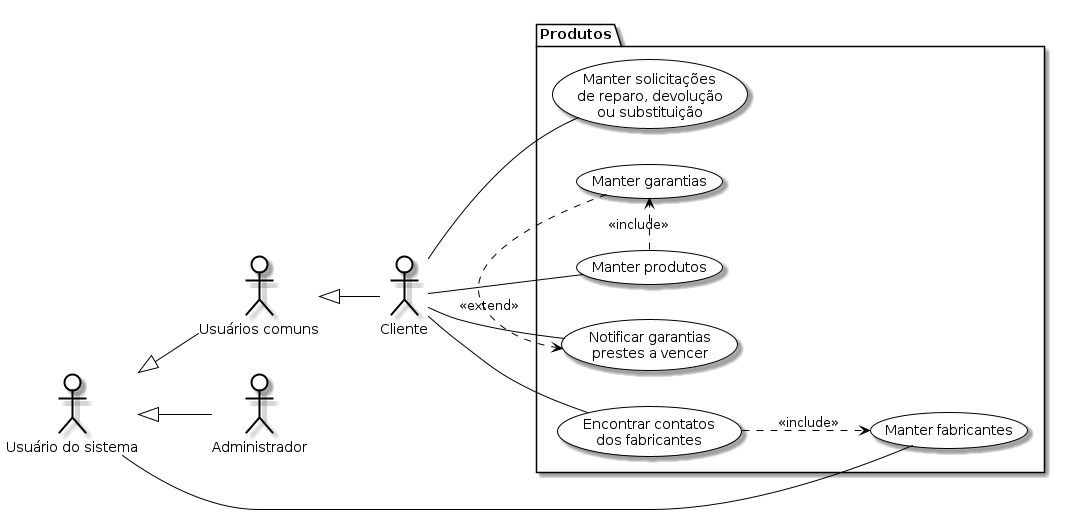 Produtos
Manter solicitações
de reparo, devolução
ou substituição
Manter garantias
«include»
Manter produtos
«extend»
Usuários comuns
Cliente
Notificar garantias
prestes a vencer
Encontrar contatos
dos fabricantes
«include»
Manter fabricantes
Usuário do sistema
Administrador